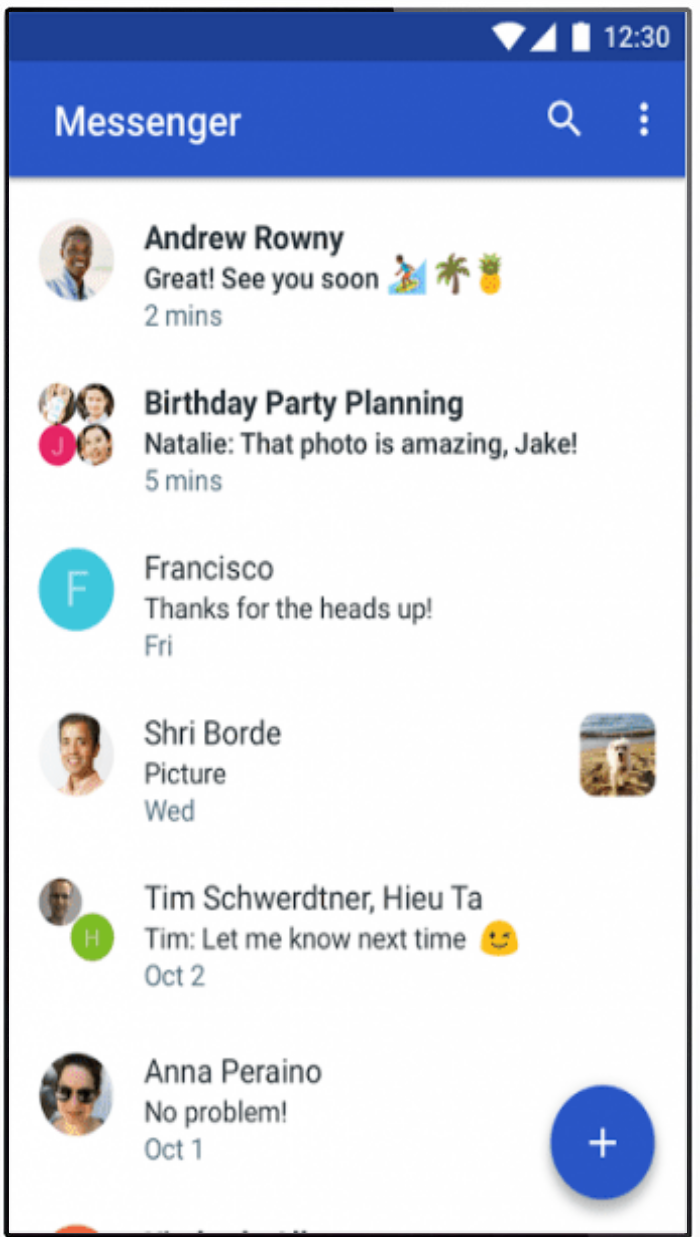 12:30
Messenger
Andrew Rowny
Great! See you soon 🏄🌴🍍
2 mins
Birthday Party Planning
J
Natalie: That photo is amazing, Jake!
5 mins
Francisco
F
Thanks for the heads up!
Fri
Shri Borde
Picture
Wed
Tim Schwerdtner, Hieu Ta
H
Tim: Let me know next time 😉
Oct 2
Anna Peraino
No problem!
Oct 1
+